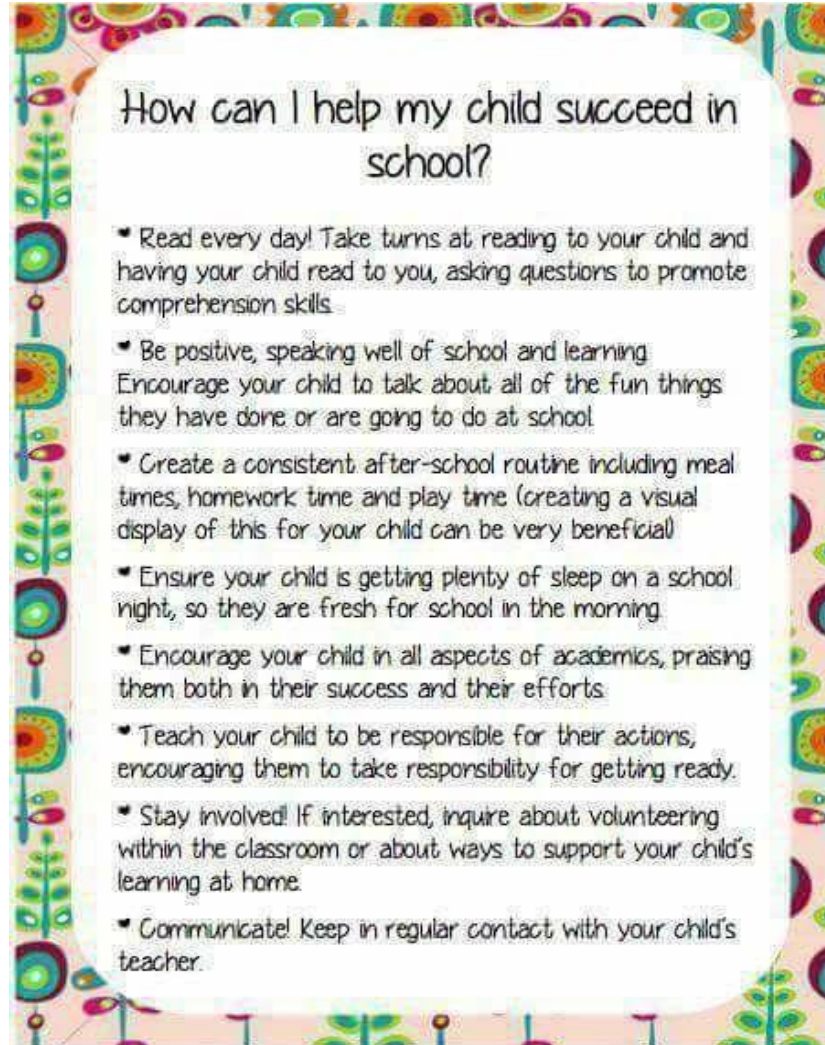 How can I help my child succeed in
school?
* Read every day! Take turns at reading to your child and
having your child read to you, asking questions to promote
comprehension skills.
* Be positive, speaking well of school and learning.
Encourage your child to talk about all of the fun things
they have done or are going to do at school.
* Create a consistent after-school routine including meal
times, homework time and play time (creating a visual
display of this for your child can be very beneficial)
* Ensure your child is getting plenty of sleep on a school
night, so they are fresh for school in the morning.
* Encourage your child in all aspects of academics, praising
them both in their success and their efforts.
* Teach your child to be responsible for their actions,
encouraging them to take responsibility for getting ready.
* Stay involved! If interested, inquire about volunteering
within the classroom or about ways to support your child's
learning at home.
* Communicate! Keep in regular contact with your child's
teacher.